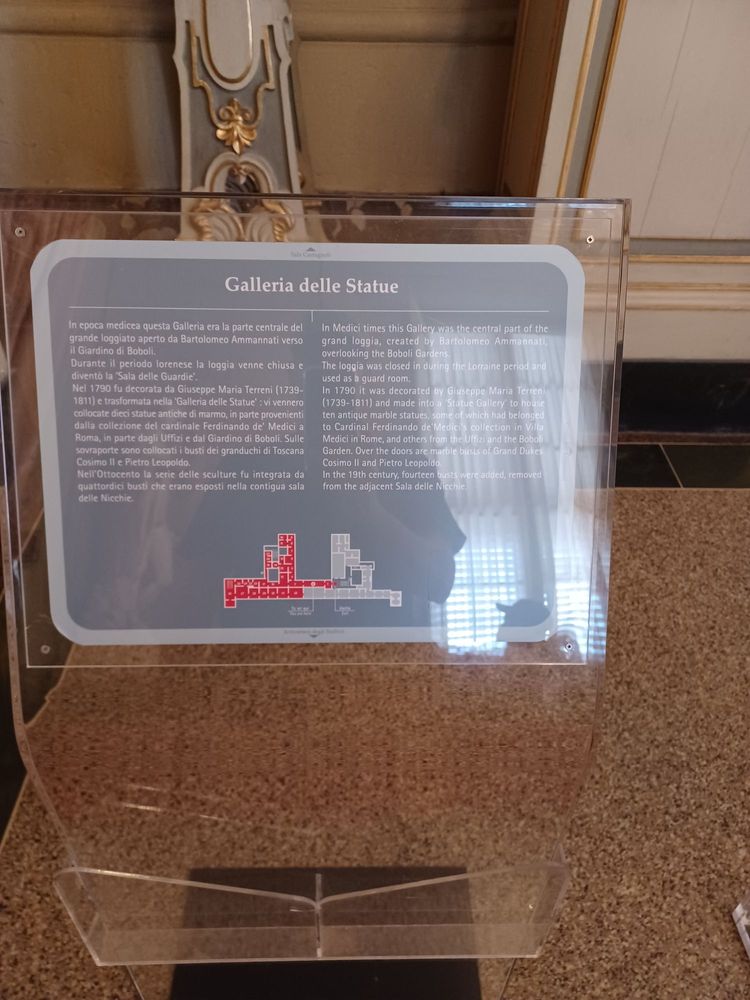 Sala Castagnoli
Galleria delle Statue
In epoca medicea questa Galleria era la parte centrale del
grande loggiato aperto da Bartolomeo Ammannati verso
il Giardino di Boboli.
Durante il periodo lorenese la loggia venne chiusa e
diventò la 'Sala delle Guardie'.
Nel 1790 fu decorata da Giuseppe Maria Terreni (1739-
1811) e trasformata nella 'Galleria delle Statue' : vi vennero
collocate dieci statue antiche di marmo, in parte provenienti
dalla collezione del cardinale Ferdinando de' Medici a
Roma, in parte dagli Uffizi e dal Giardino di Boboli. Sulle
sovraporte sono collocati i busti dei granduchi di Toscana
Cosimo II e Pietro Leopoldo.
Nell'Ottocento la serie delle sculture fu integrata da
quattordici busti che erano esposti nella contigua sala
delle Nicchie.
In Medici times this Gallery was the central part of the
grand loggia, created by Bartolomeo Ammannati,
overlooking the Boboli Gardens.
The loggia was closed in during the Lorraine period and
used as a guard room.
In 1790 it was decorated by Giuseppe Maria Terreni
(1739-1811) and made into a 'Statue Gallery' to house
ten antique marble statues, some of which had belonged
to Cardinal Ferdinando de'Medici's collection in Villa
Medici in Rome, and others from the Uffizi and the Boboli
Garden. Over the doors are marble busts of Grand Dukes
Cosimo II and Pietro Leopoldo.
In the 19th century, fourteen busts were added, removed
from the adjacent Sala delle Nicchie.